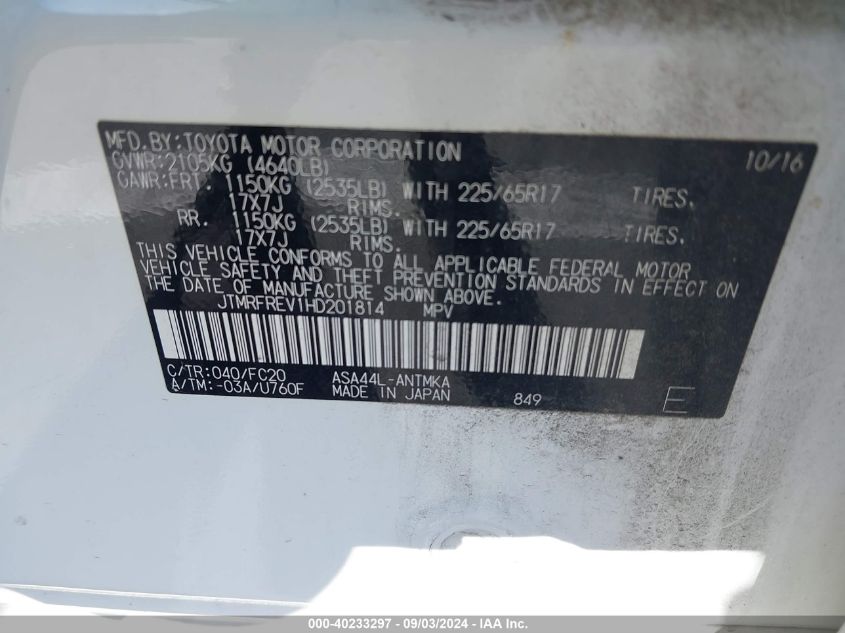 MFD. BY: TOYOTA MOTOR CORPORATION 10/16
GVWR: 2105KG (4640LB)
GAWR: FRT. 1150KG (2535LB) WITH 225/65R17 TIRES.
17X7J RIMS.
RR. 1150KG (2535LB) WITH 225/65R17 TIRES.
17X7J RIMS.
THIS VEHICLE CONFORMS TO ALL APPLICABLE FEDERAL MOTOR
VEHICLE SAFETY AND THEFT PREVENTION STANDARDS IN EFFECT ON
THE DATE OF MANUFACTURE SHOWN ABOVE.
JTMRFREV1HD201814 MPV
C/TR: 040/FC20 ASA44L-ANTMKA
A/TM: -03A/U760F MADE IN JAPAN 849 E
000-40233297 - 09/03/2024 - IAA Inc.